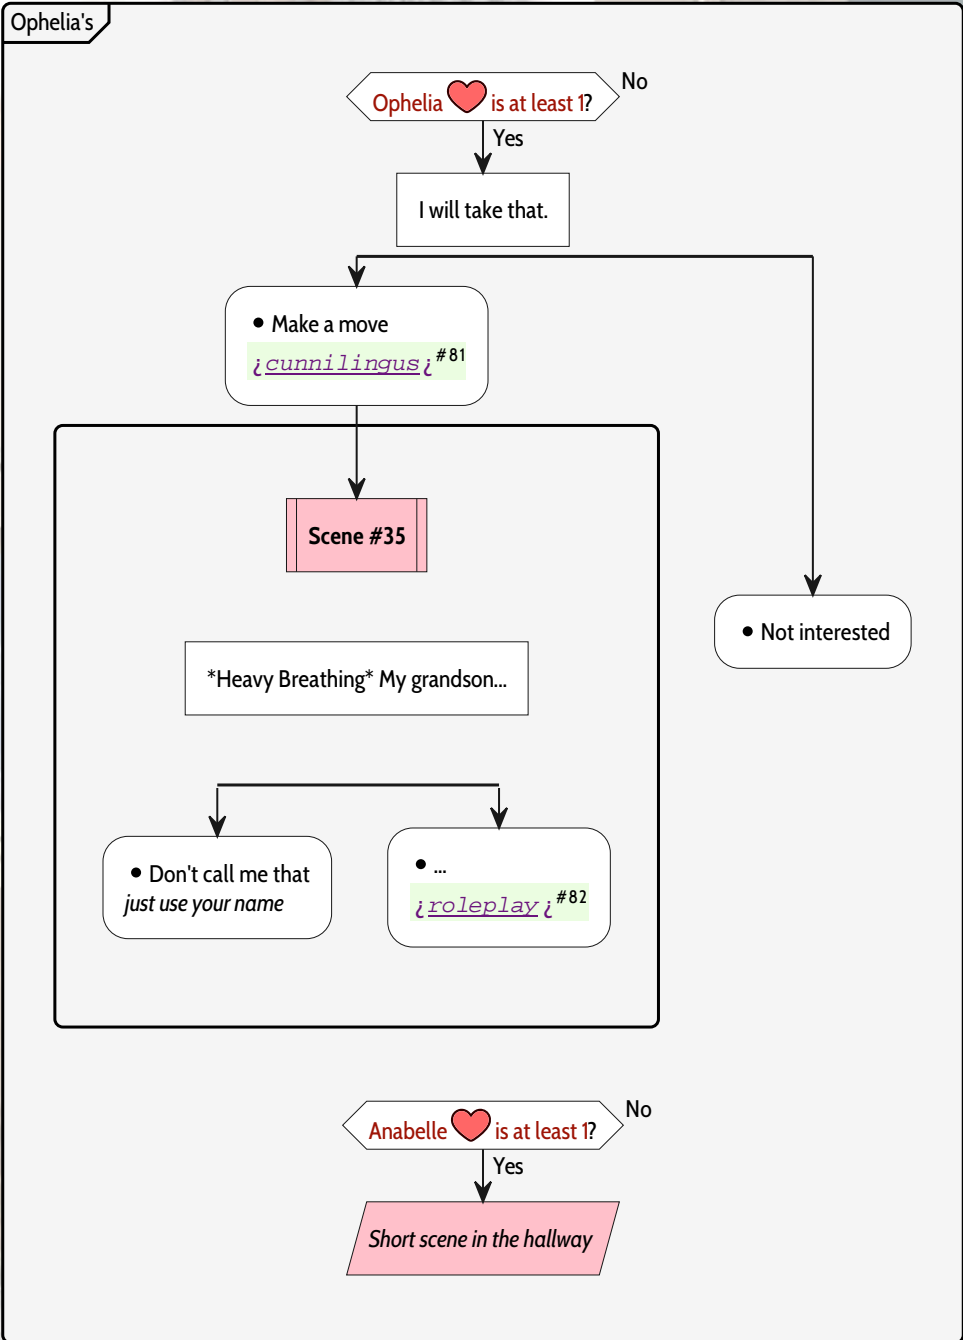 Ophelia's
Ophelia is at least 1?
No
Yes
I will take that.
• Make a move
¿cunnilingus¿#81
Scene #35
• Not interested
*Heavy Breathing* My grandson...
• Don't call me that
just use your name
• ...
¿roleplay¿#82
Anabelle is at least 1?
No
Yes
Short scene in the hallway